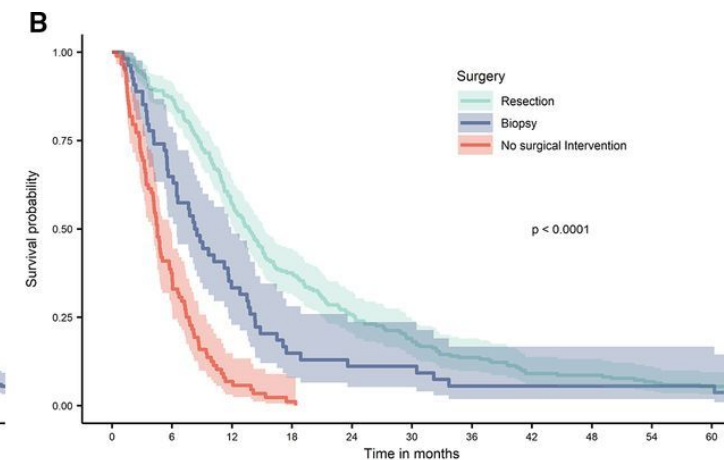 B
Surgery
Resection
Biopsy
No surgical Intervention
p < 0.0001
Survival probability
1.00
0.75
0.50
0.25
0.00
0 6 12 18 24 30 36 42 48 54 60
Time in months